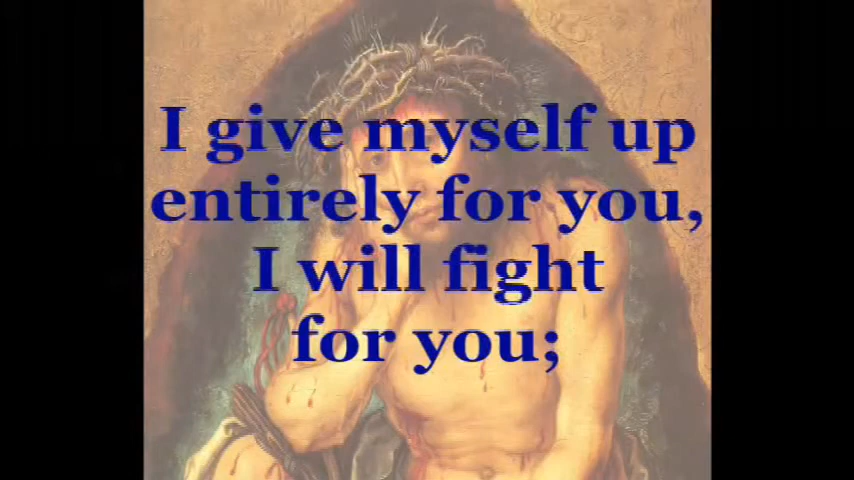 I give myself up
entirely for you,
I will fight
for you;